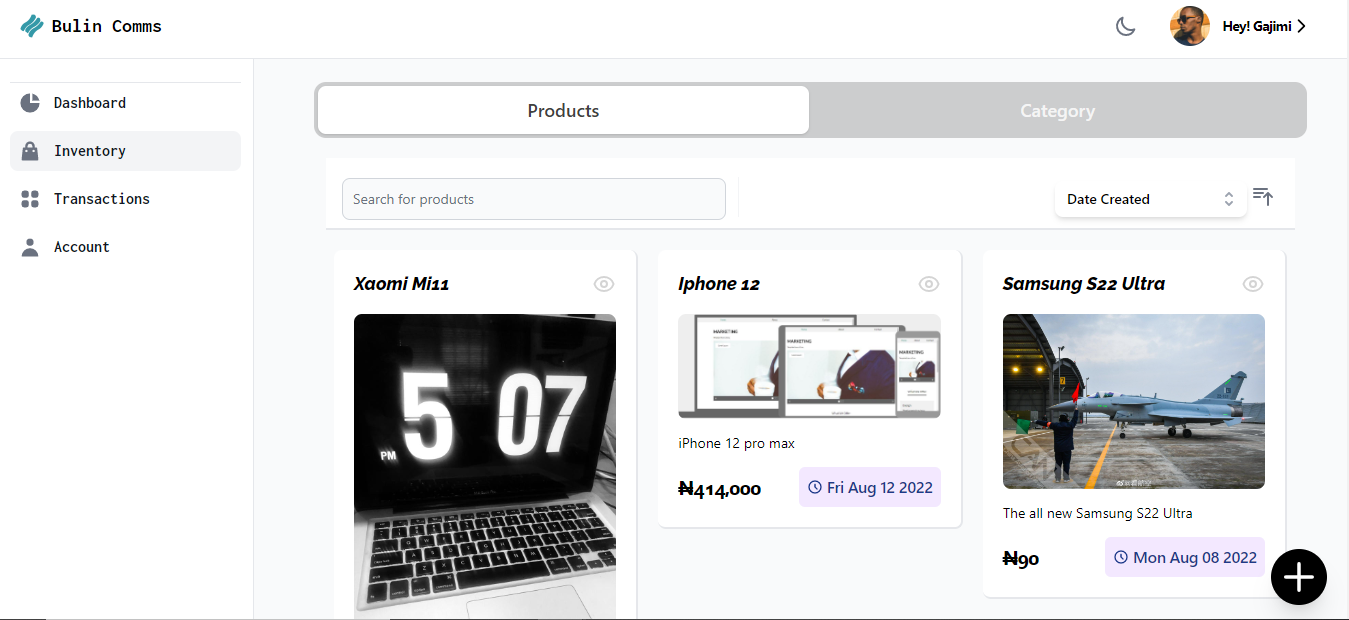 Bulin Comms
Hey! Gajimi
Dashboard
Inventory
Transactions
Account
Products
Category
Search for products
Date Created
Xaomi Mi11
Iphone 12
Samsung S22 Ultra
5 07
PM
MARKETING
MARKETING
MARKETING
iPhone 12 pro max
₦414,000
Fri Aug 12 2022
The all new Samsung S22 Ultra
₦90
Mon Aug 08 2022